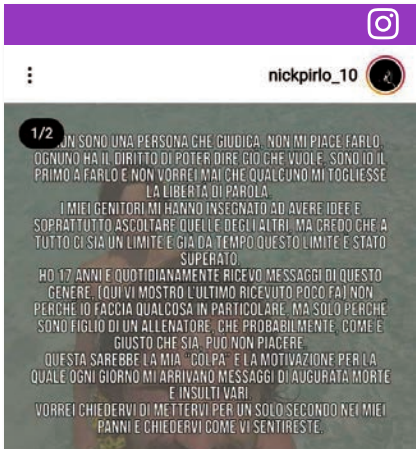 nickpirlo_10
1/2
SONO UNA PERSONA CHE GIUDICA, NON MI PIACE FARLO,
OGNUNO HA IL DIRITTO DI POTER DIRE CIÒ CHE VUOLE, SONO IO IL
PRIMO A FARLO E NON VORREI MAI CHE QUALCUNO MI TOGLIESSE
LA LIBERTÀ DI PAROLA.
I MIEI GENITORI MI HANNO INSEGNATO AD AVERE IDEE E
SOPRATTUTTO ASCOLTARE QUELLE DEGLI ALTRI, MA CREDO CHE A
TUTTO CI SIA UN LIMITE E GIÀ DA TEMPO QUESTO LIMITE È STATO
SUPERATO.
HO 17 ANNI E QUOTIDIANAMENTE RICEVO MESSAGGI DI QUESTO
GENERE, (QUI VI MOSTRO L'ULTIMO RICEVUTO POCO FA) NON
PERCHÉ IO FACCIA QUALCOSA IN PARTICOLARE, MA SOLO PERCHÉ
SONO FIGLIO DI UN ALLENATORE, CHE PROBABILMENTE, COME È
GIUSTO CHE SIA, PUÒ NON PIACERE.
QUESTA SAREBBE LA MIA "COLPA" E LA MOTIVAZIONE PER LA
QUALE OGNI GIORNO MI ARRIVANO MESSAGGI DI AUGURATA MORTE
E INSULTI VARI.
VORREI CHIEDERVI DI METTERVI PER UN SOLO SECONDO NEI MIEI
PANNI E CHIEDERVI COME VI SENTIRESTE.